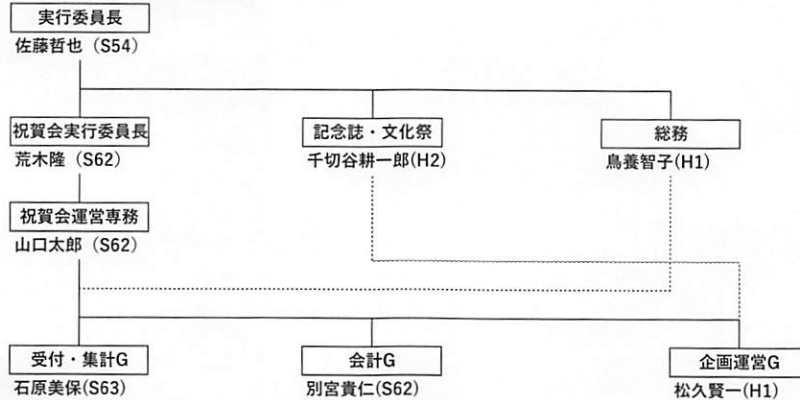 実行委員長
佐藤哲也（S54）
祝賀会実行委員長
荒木隆（S62）
記念誌・文化祭
千切谷耕一郎(H2)
総務
鳥養智子(H1)
祝賀会運営専務
山口太郎（S62）
受付・集計G
石原美保(S63)
会計G
別宮貴仁(S62)
企画運営G
松久賢一(H1)